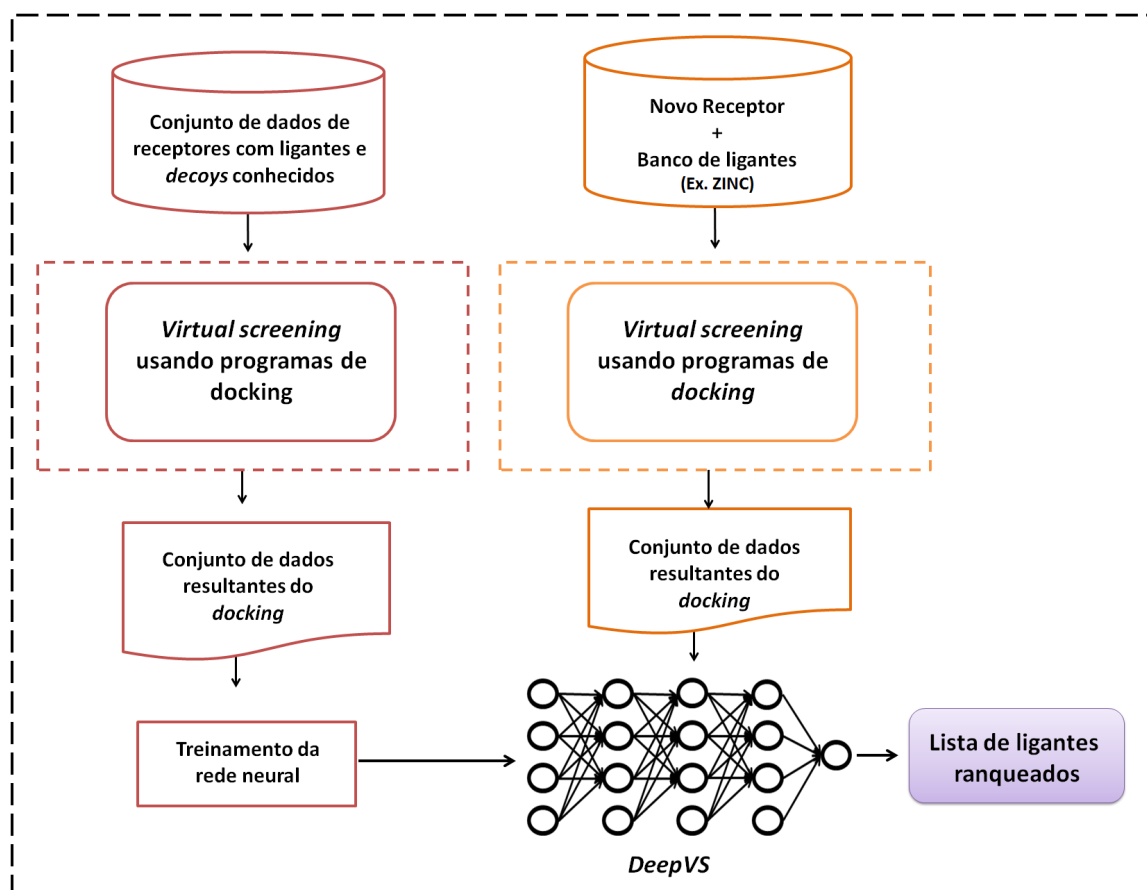 Conjunto de dados de
receptores com ligantes e
decoys conhecidos
Novo Receptor
+
Banco de ligantes
(Ex. ZINC)
Virtual screening
usando programas de
docking
Virtual screening
usando programas de
docking
Conjunto de dados
resultantes do
docking
Conjunto de dados
resultantes do
docking
Treinamento da
rede neural
DeepVS
Lista de ligantes
ranqueados